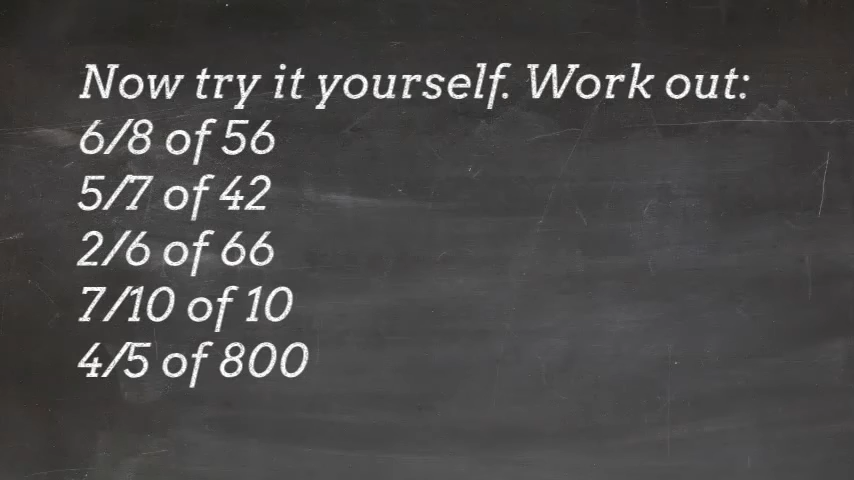 Now try it yourself. Work out:
6/8 of 56
5/7 of 42
2/6 of 66
7/10 of 10
4/5 of 800